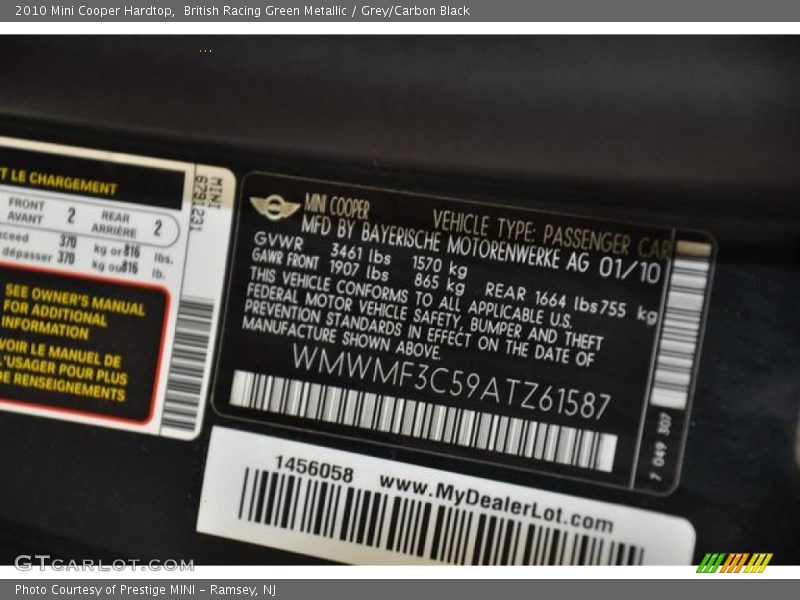 2010 Mini Cooper Hardtop, British Racing Green Metallic / Grey/Carbon Black
T LE CHARGEMENT
FRONT
AVANT 2 REAR
ARRIÈRE 2
xceed 370 kg or 816 lbs.
dépasser 370 kg ou 816 lb.
SEE OWNER'S MANUAL
FOR ADDITIONAL
INFORMATION
VOIR LE MANUEL DE
L'USAGER POUR PLUS
DE RENSEIGNEMENTS
MINI
6791231
MINI COOPER VEHICLE TYPE: PASSENGER CAR
MFD BY BAYERISCHE MOTORENWERKE AG 01/10
GVWR 3461 lbs 1570 kg
GAWR FRONT 1907 lbs 865 kg REAR 1664 lbs 755 kg
THIS VEHICLE CONFORMS TO ALL APPLICABLE U.S.
FEDERAL MOTOR VEHICLE SAFETY, BUMPER AND THEFT
PREVENTION STANDARDS IN EFFECT ON THE DATE OF
MANUFACTURE SHOWN ABOVE.
WMWMF3C59ATZ61587
7 049 307
1456058 www.MyDealerLot.com
GTCARLOT.COM
Photo Courtesy of Prestige MINI - Ramsey, NJ